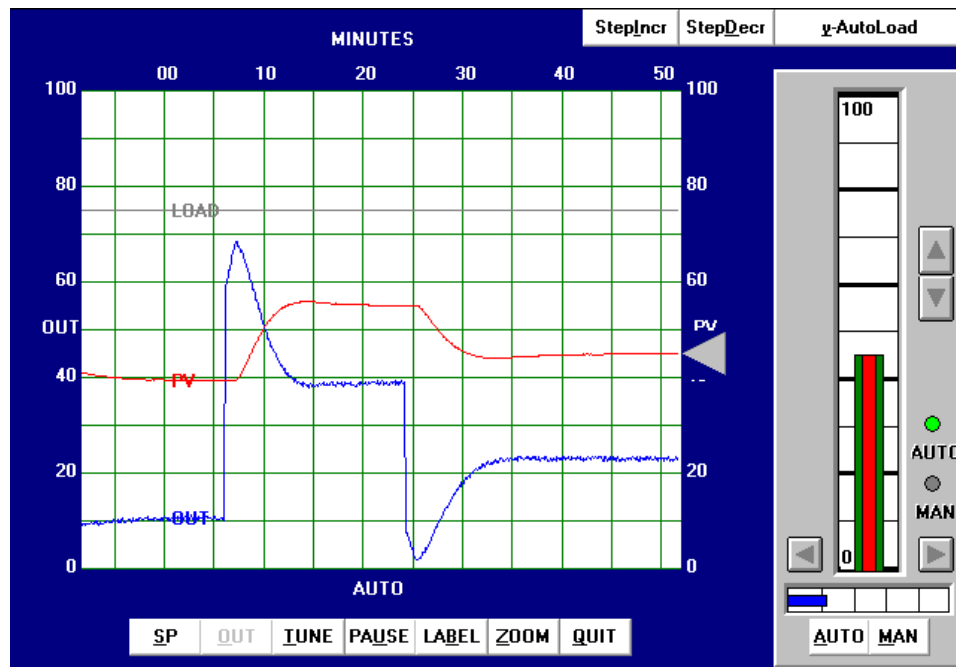 StepIncr StepDecr y-AutoLoad
MINUTES
00 10 20 30 40 50
100 100
100
80 80
LOAD
60 60
OUT PV
40
PV
AUTO
20 20
MAN
OUT
0 0
0
AUTO
SP OUT TUNE PAUSE LABEL ZOOM QUIT
AUTO MAN